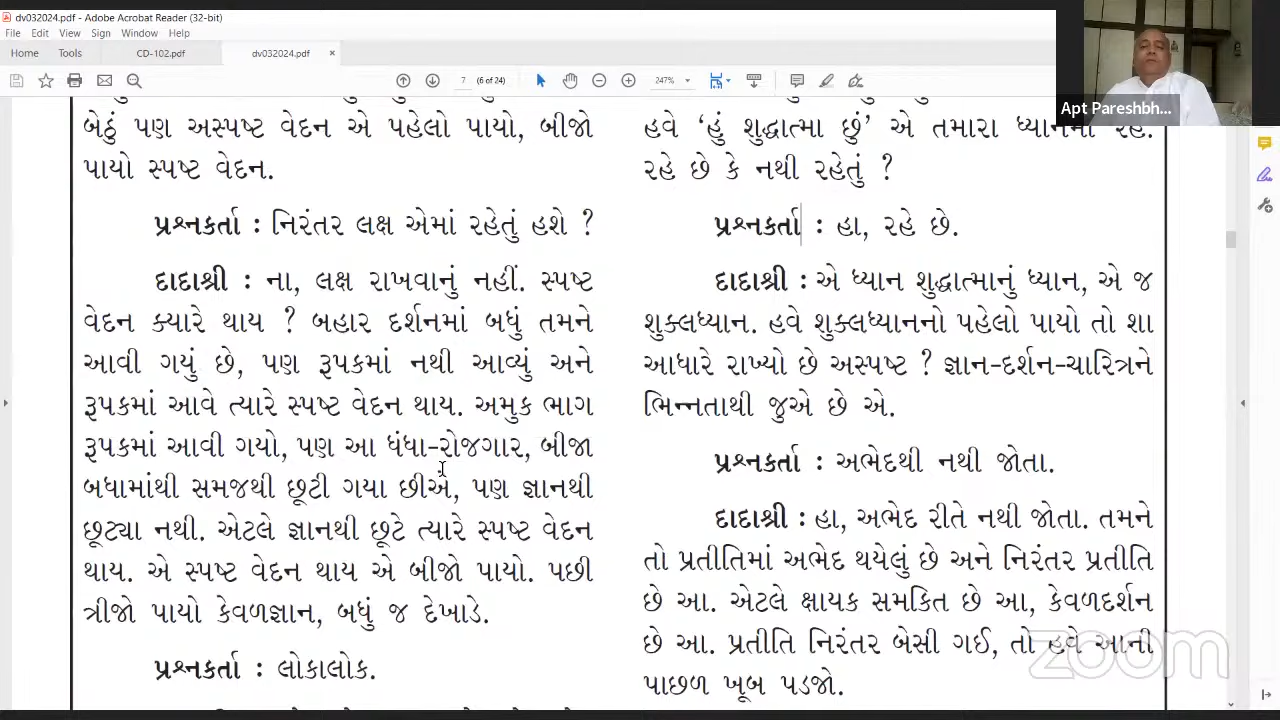 dv032024.pdf - Adobe Acrobat Reader (32-bit)
File Edit View Sign Window Help
Home Tools CD-102.pdf dv032024.pdf ×
7 (6 of 24) 247%
Apt Pareshbh...
બેઠું પણ અસ્પષ્ટ વેદન એ પહેલો પાયો, બીજો
પાયો સ્પષ્ટ વેદન.
પ્રશ્નકર્તા : નિરંતર લક્ષ એમાં રહેતું હશે ?
દાદાશ્રી : ના, લક્ષ રાખવાનું નહીં. સ્પષ્ટ
વેદન ક્યારે થાય ? બહાર દર્શનમાં બધું તમને
આવી ગયું છે, પણ રૂપકમાં નથી આવ્યું અને
રૂપકમાં આવે ત્યારે સ્પષ્ટ વેદન થાય. અમુક ભાગ
રૂપકમાં આવી ગયો, પણ આ ધંધા-રોજગાર, બીજા
બધામાંથી સમજથી છૂટી ગયા છીએ, પણ જ્ઞાનથી
છૂટ્યા નથી. એટલે જ્ઞાનથી છૂટે ત્યારે સ્પષ્ટ વેદન
થાય. એ સ્પષ્ટ વેદન થાય એ બીજો પાયો. પછી
ત્રીજો પાયો કેવળજ્ઞાન, બધું જ દેખાડે.
પ્રશ્નકર્તા : લોકાલોક.
હવે ‘હું શુદ્ધાત્મા છું’ એ તમારા ધ્યાનમાં રહે.
રહે છે કે નથી રહેતું ?
પ્રશ્નકર્તા : હા, રહે છે.
દાદાશ્રી : એ ધ્યાન શુદ્ધાત્માનું ધ્યાન, એ જ
શુક્લધ્યાન. હવે શુક્લધ્યાનનો પહેલો પાયો તો શા
આધારે રાખ્યો છે અસ્પષ્ટ ? જ્ઞાન-દર્શન-ચારિત્રને
ભિન્નતાથી જુએ છે એ.
પ્રશ્નકર્તા : અભેદથી નથી જોતા.
દાદાશ્રી : હા, અભેદ રીતે નથી જોતા. તમને
તો પ્રતીતિમાં અભેદ થયેલું છે અને નિરંતર પ્રતીતિ
છે આ. એટલે ક્ષાયક સમકિત છે આ, કેવળદર્શન
છે આ. પ્રતીતિ નિરંતર બેસી ગઈ, તો હવે આની
પાછળ ખૂબ પડજો.
zoom